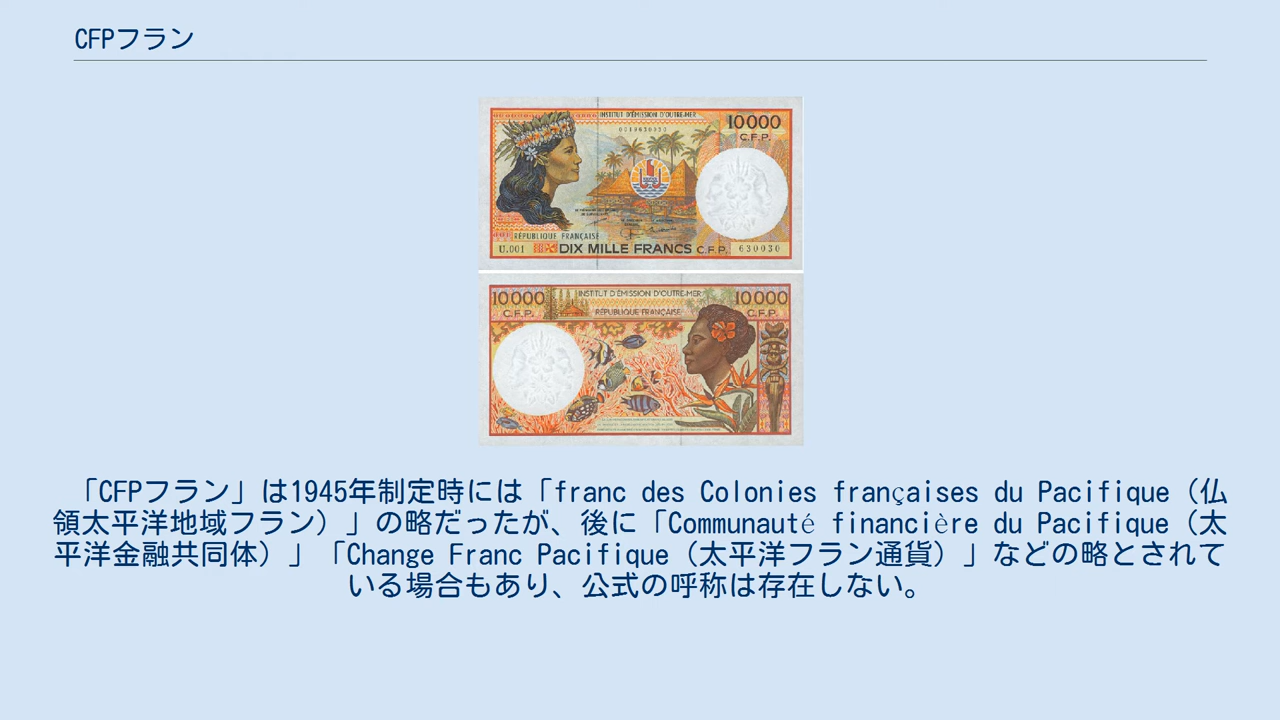 CFPフラン
INSTITUT D'ÉMISSION D'OUTRE-MER
10000
C.F.P.
RÉPUBLIQUE FRANÇAISE
U.001
DIX MILLE FRANCS C.F.P.
630030
10000
INSTITUT D'ÉMISSION D'OUTRE-MER
10000
C.F.P.
RÉPUBLIQUE FRANÇAISE
C.F.P.
「CFPフラン」は1945年制定時には「franc des Colonies françaises du Pacifique（仏
領太平洋地域フラン）」の略だったが、後に「Communauté financière du Pacifique（太
平洋金融共同体）」「Change Franc Pacifique（太平洋フラン通貨）」などの略とされて
いる場合もあり、公式の呼称は存在しない。